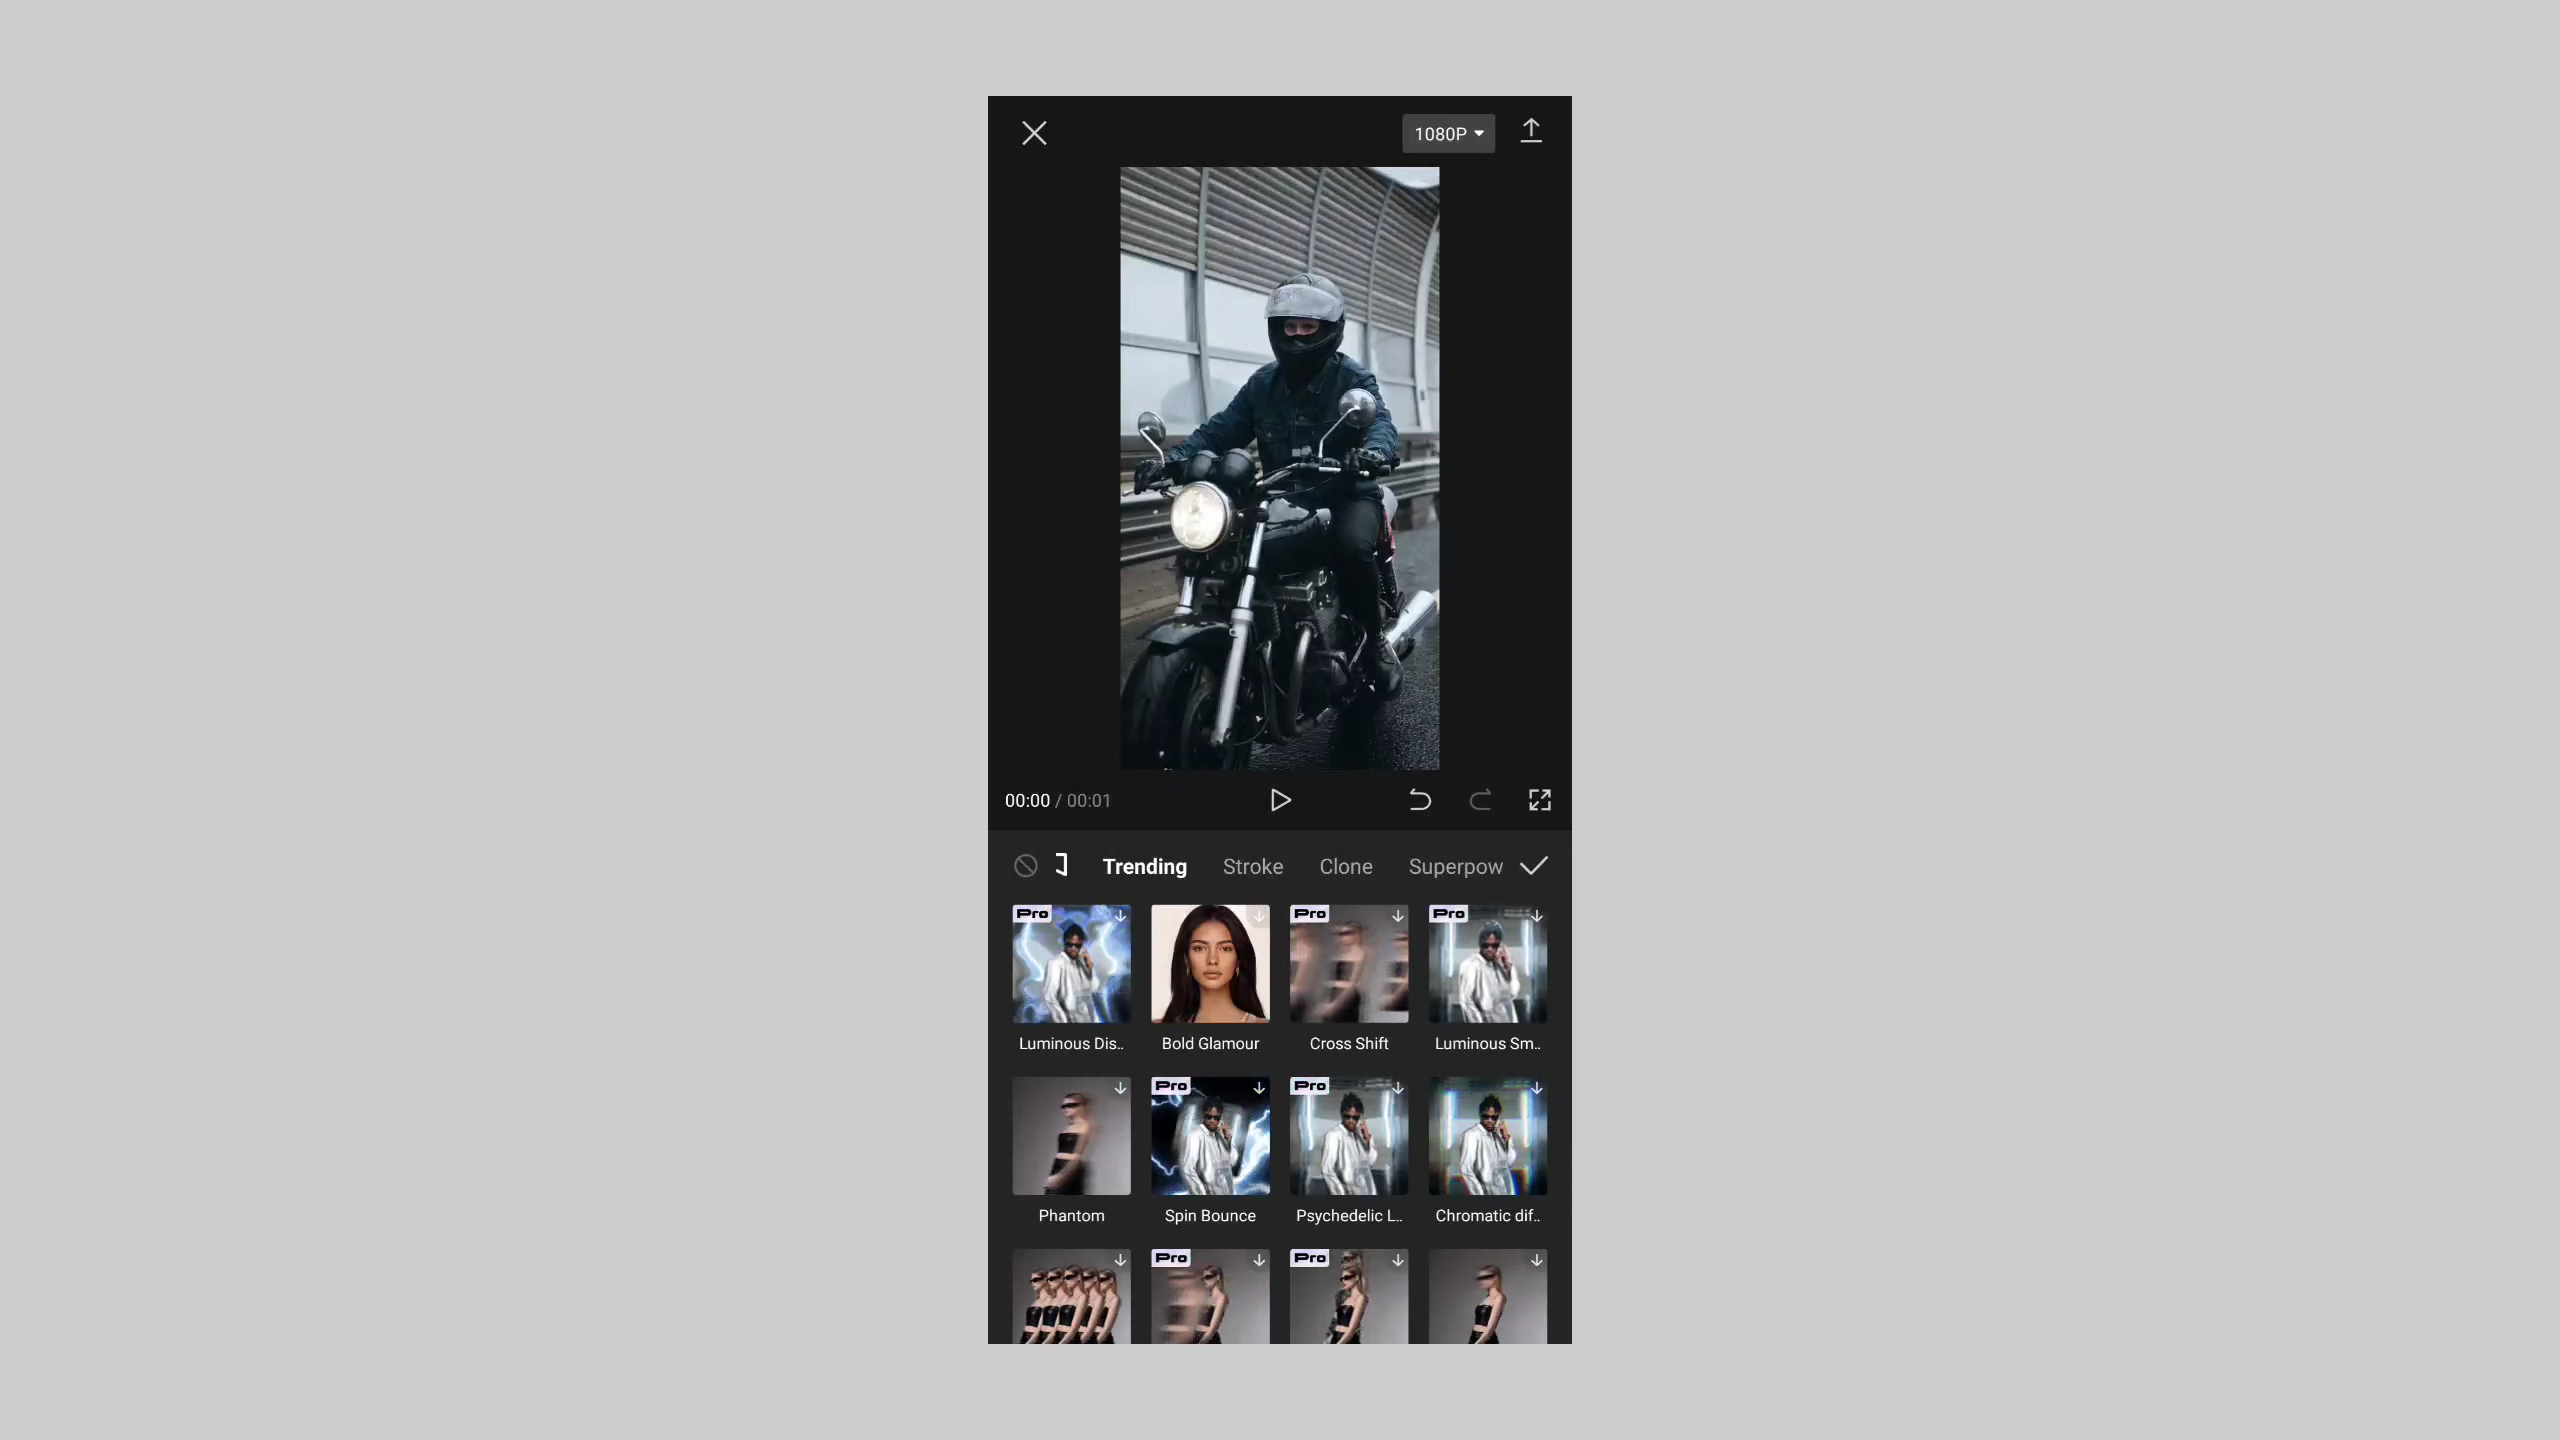 1080P
00:00 / 00:01
Trending Stroke Clone Superpow
Pro Pro Pro
Luminous Dis.. Bold Glamour Cross Shift Luminous Sm..
Pro Pro
Phantom Spin Bounce Psychedelic L.. Chromatic dif..
Pro Pro